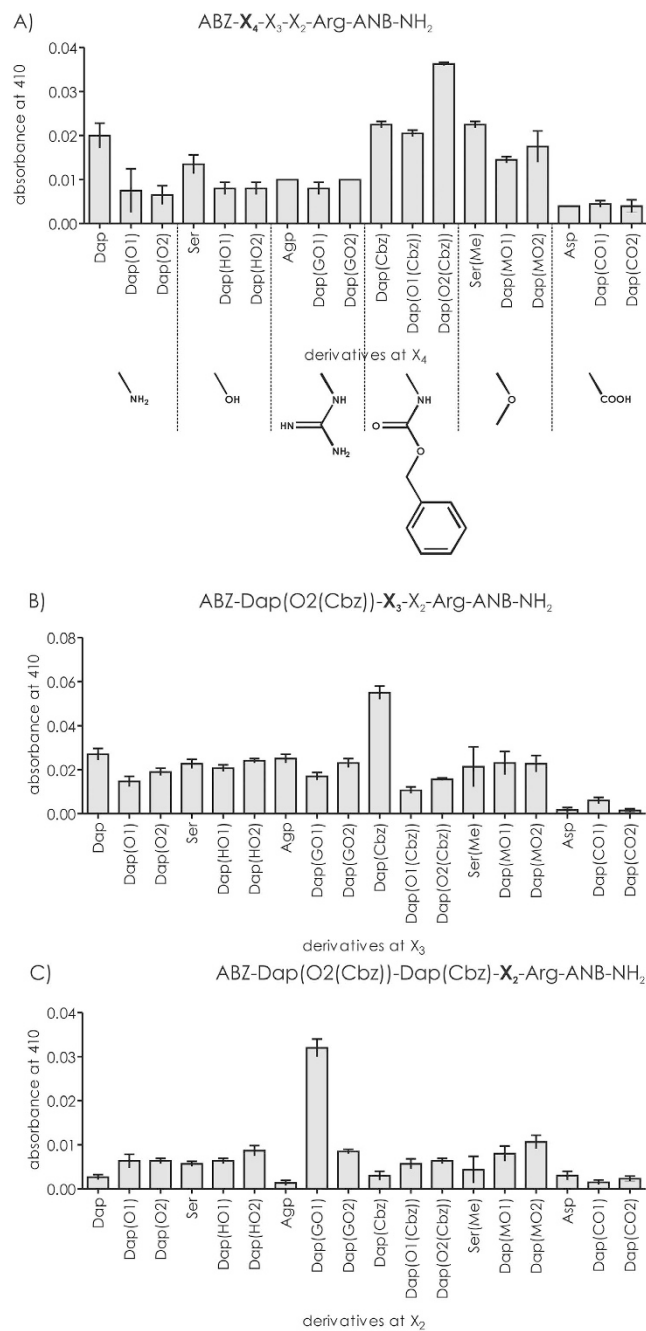 A) ABZ-X4-X3-X2-Arg-ANB-NH2
absorbance at 410
0.04
0.03
0.02
0.01
0.00
Dap
Dap(O1)
Dap(O2)
Ser
Dap(HO1)
Dap(HO2)
Agp
Dap(GO1)
Dap(GO2)
Dap(Cbz)
Dap(O1(Cbz))
Dap(O2(Cbz))
Ser(Me)
Dap(MO1)
Dap(MO2)
Asp
Dap(CO1)
Dap(CO2)
derivatives at X4
NH2
OH
NH
HN
NH2
NH
O
O
O
COOH
B) ABZ-Dap(O2(Cbz))-X3-X2-Arg-ANB-NH2
absorbance at 410
0.08
0.06
0.04
0.02
0.00
Dap
Dap(O1)
Dap(O2)
Ser
Dap(HO1)
Dap(HO2)
Agp
Dap(GO1)
Dap(GO2)
Dap(Cbz)
Dap(O1(Cbz))
Dap(O2(Cbz))
Ser(Me)
Dap(MO1)
Dap(MO2)
Asp
Dap(CO1)
Dap(CO2)
derivatives at X3
C) ABZ-Dap(O2(Cbz))-Dap(Cbz)-X2-Arg-ANB-NH2
absorbance at 410
0.04
0.03
0.02
0.01
0.00
Dap
Dap(O1)
Dap(O2)
Ser
Dap(HO1)
Dap(HO2)
Agp
Dap(GO1)
Dap(GO2)
Dap(Cbz)
Dap(O1(Cbz))
Dap(O2(Cbz))
Ser(Me)
Dap(MO1)
Dap(MO2)
Asp
Dap(CO1)
Dap(CO2)
derivatives at X2